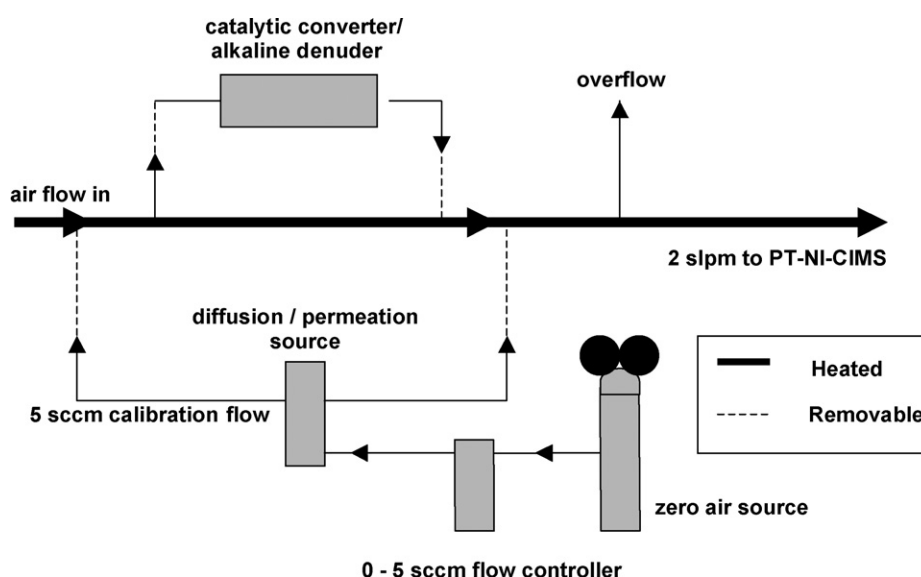 catalytic converter/
alkaline denuder
overflow
air flow in
2 slpm to PT-NI-CIMS
diffusion / permeation
source
Heated
5 sccm calibration flow
Removable
zero air source
0 - 5 sccm flow controller